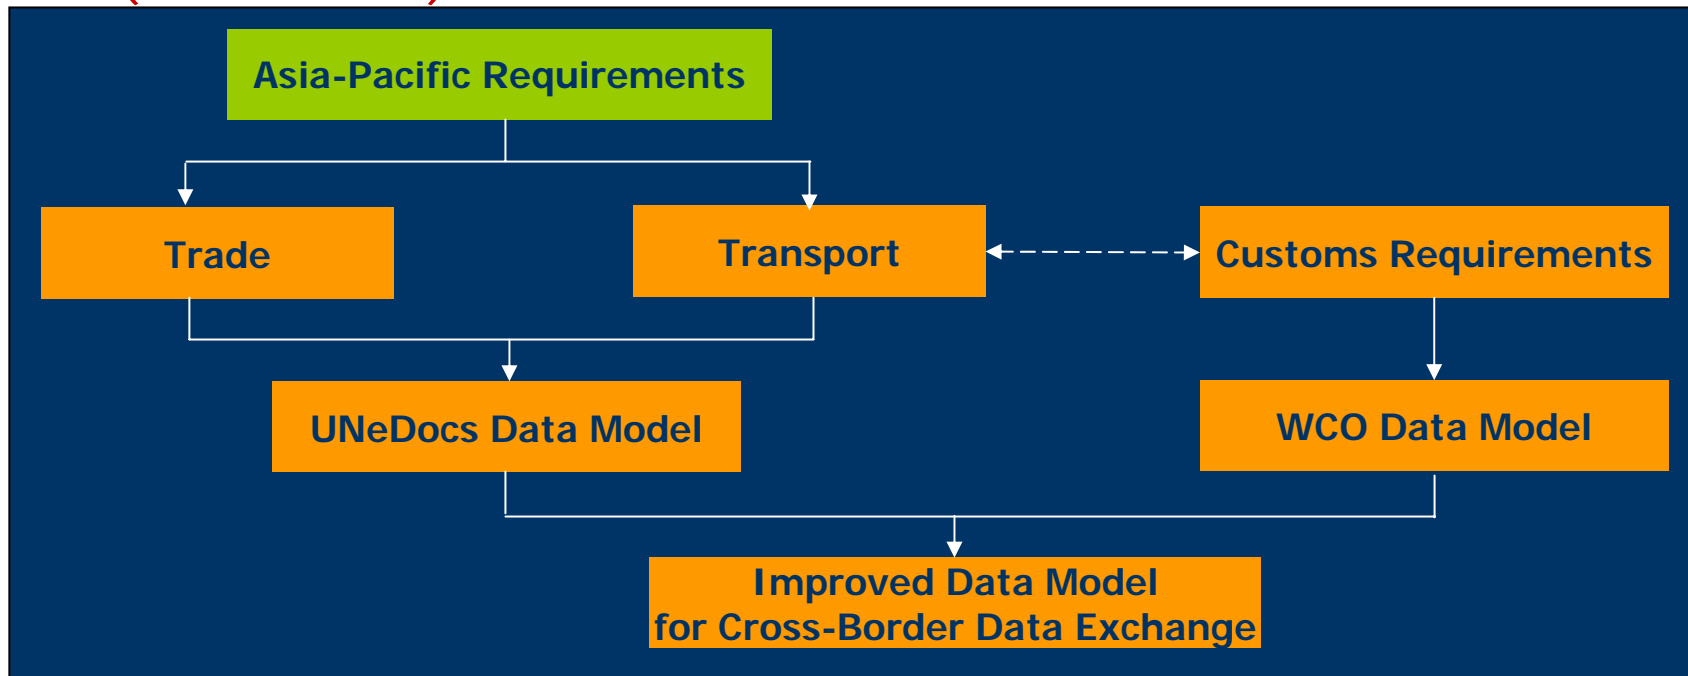 Asia-Pacific Requirements
Trade
Transport
Customs Requirements
UNeDocs Data Model
WCO Data Model
Improved Data Model
for Cross-Border Data Exchange